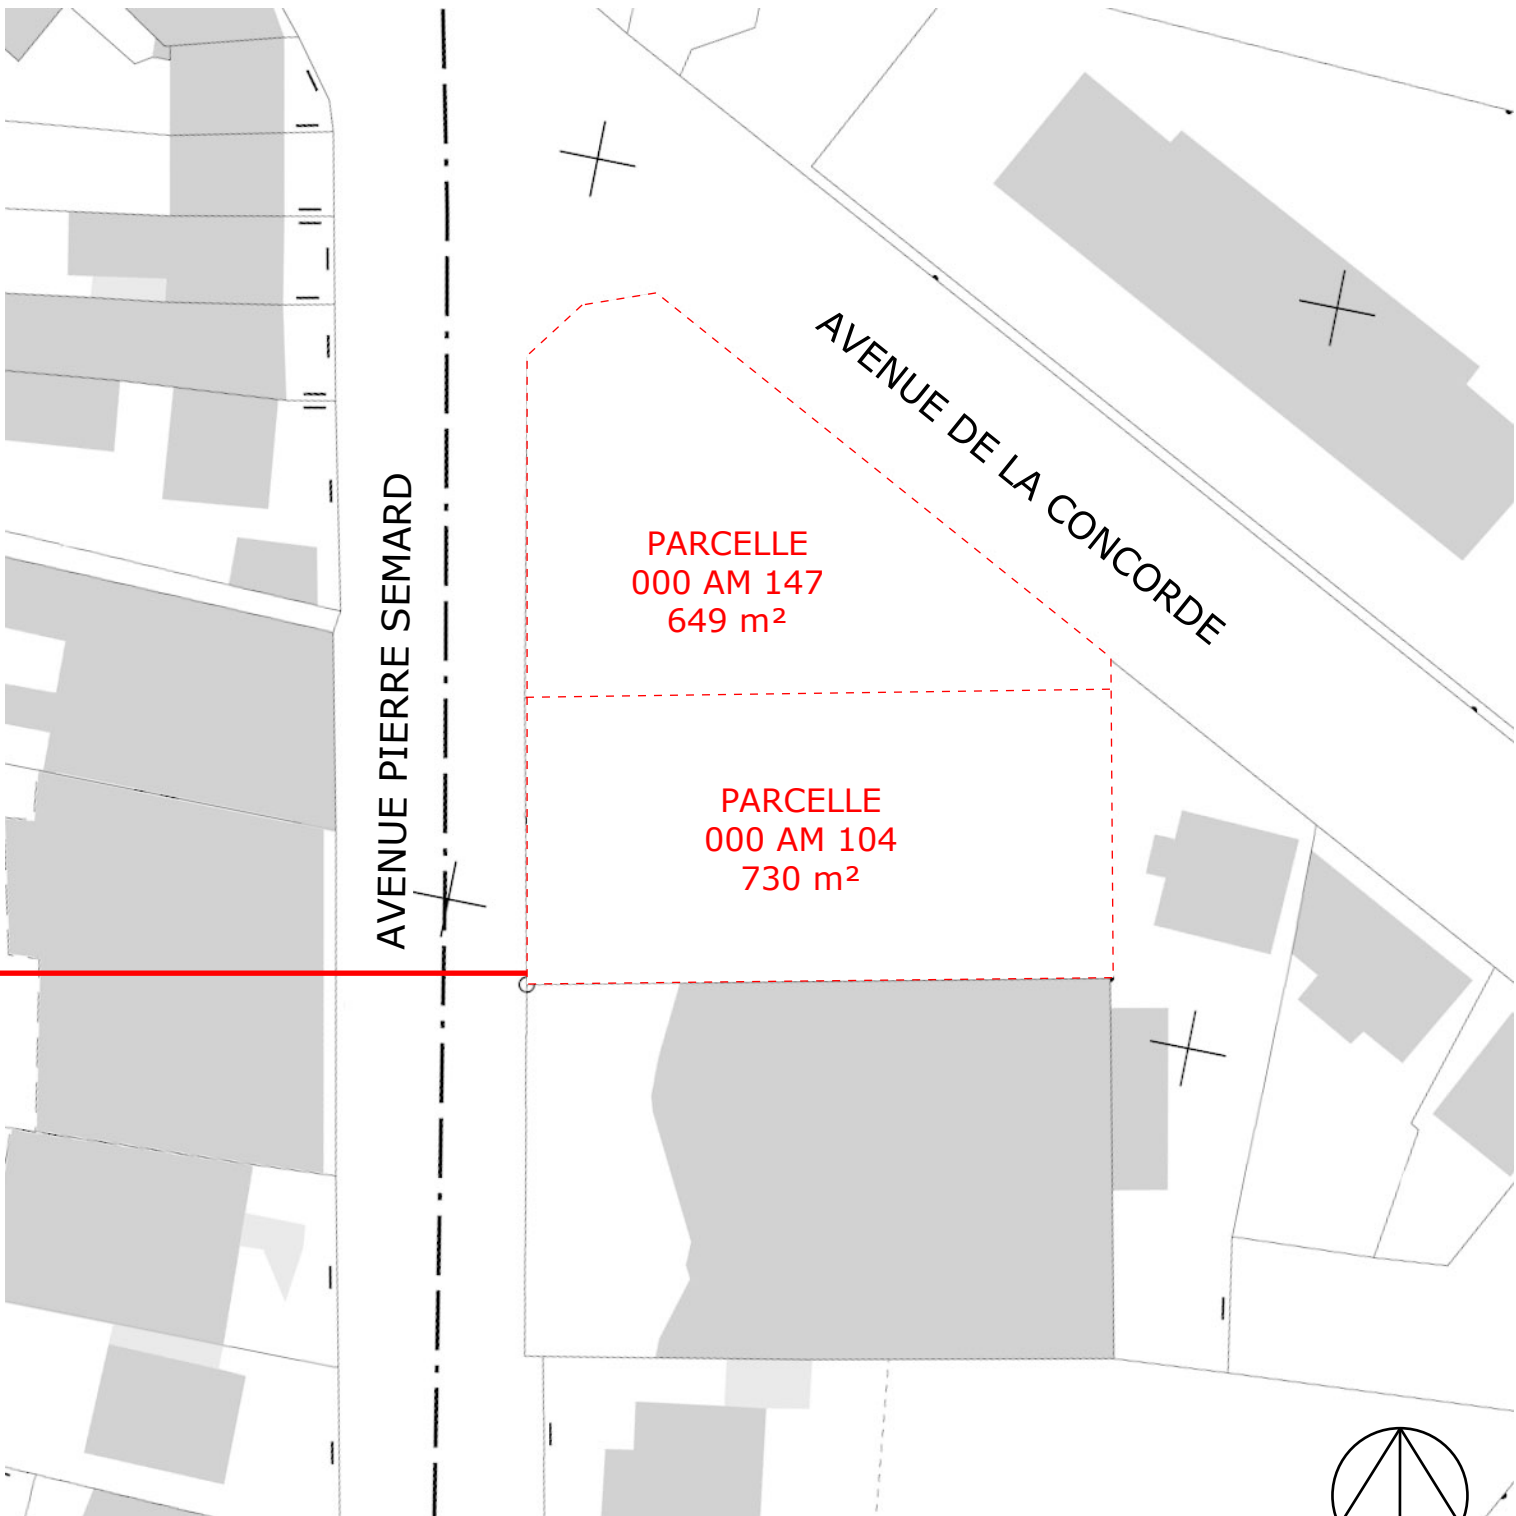 AVENUE DE LA CONCORDE
AVENUE PIERRE SEMARD
PARCELLE
000 AM 147
649 m²
PARCELLE
000 AM 104
730 m²